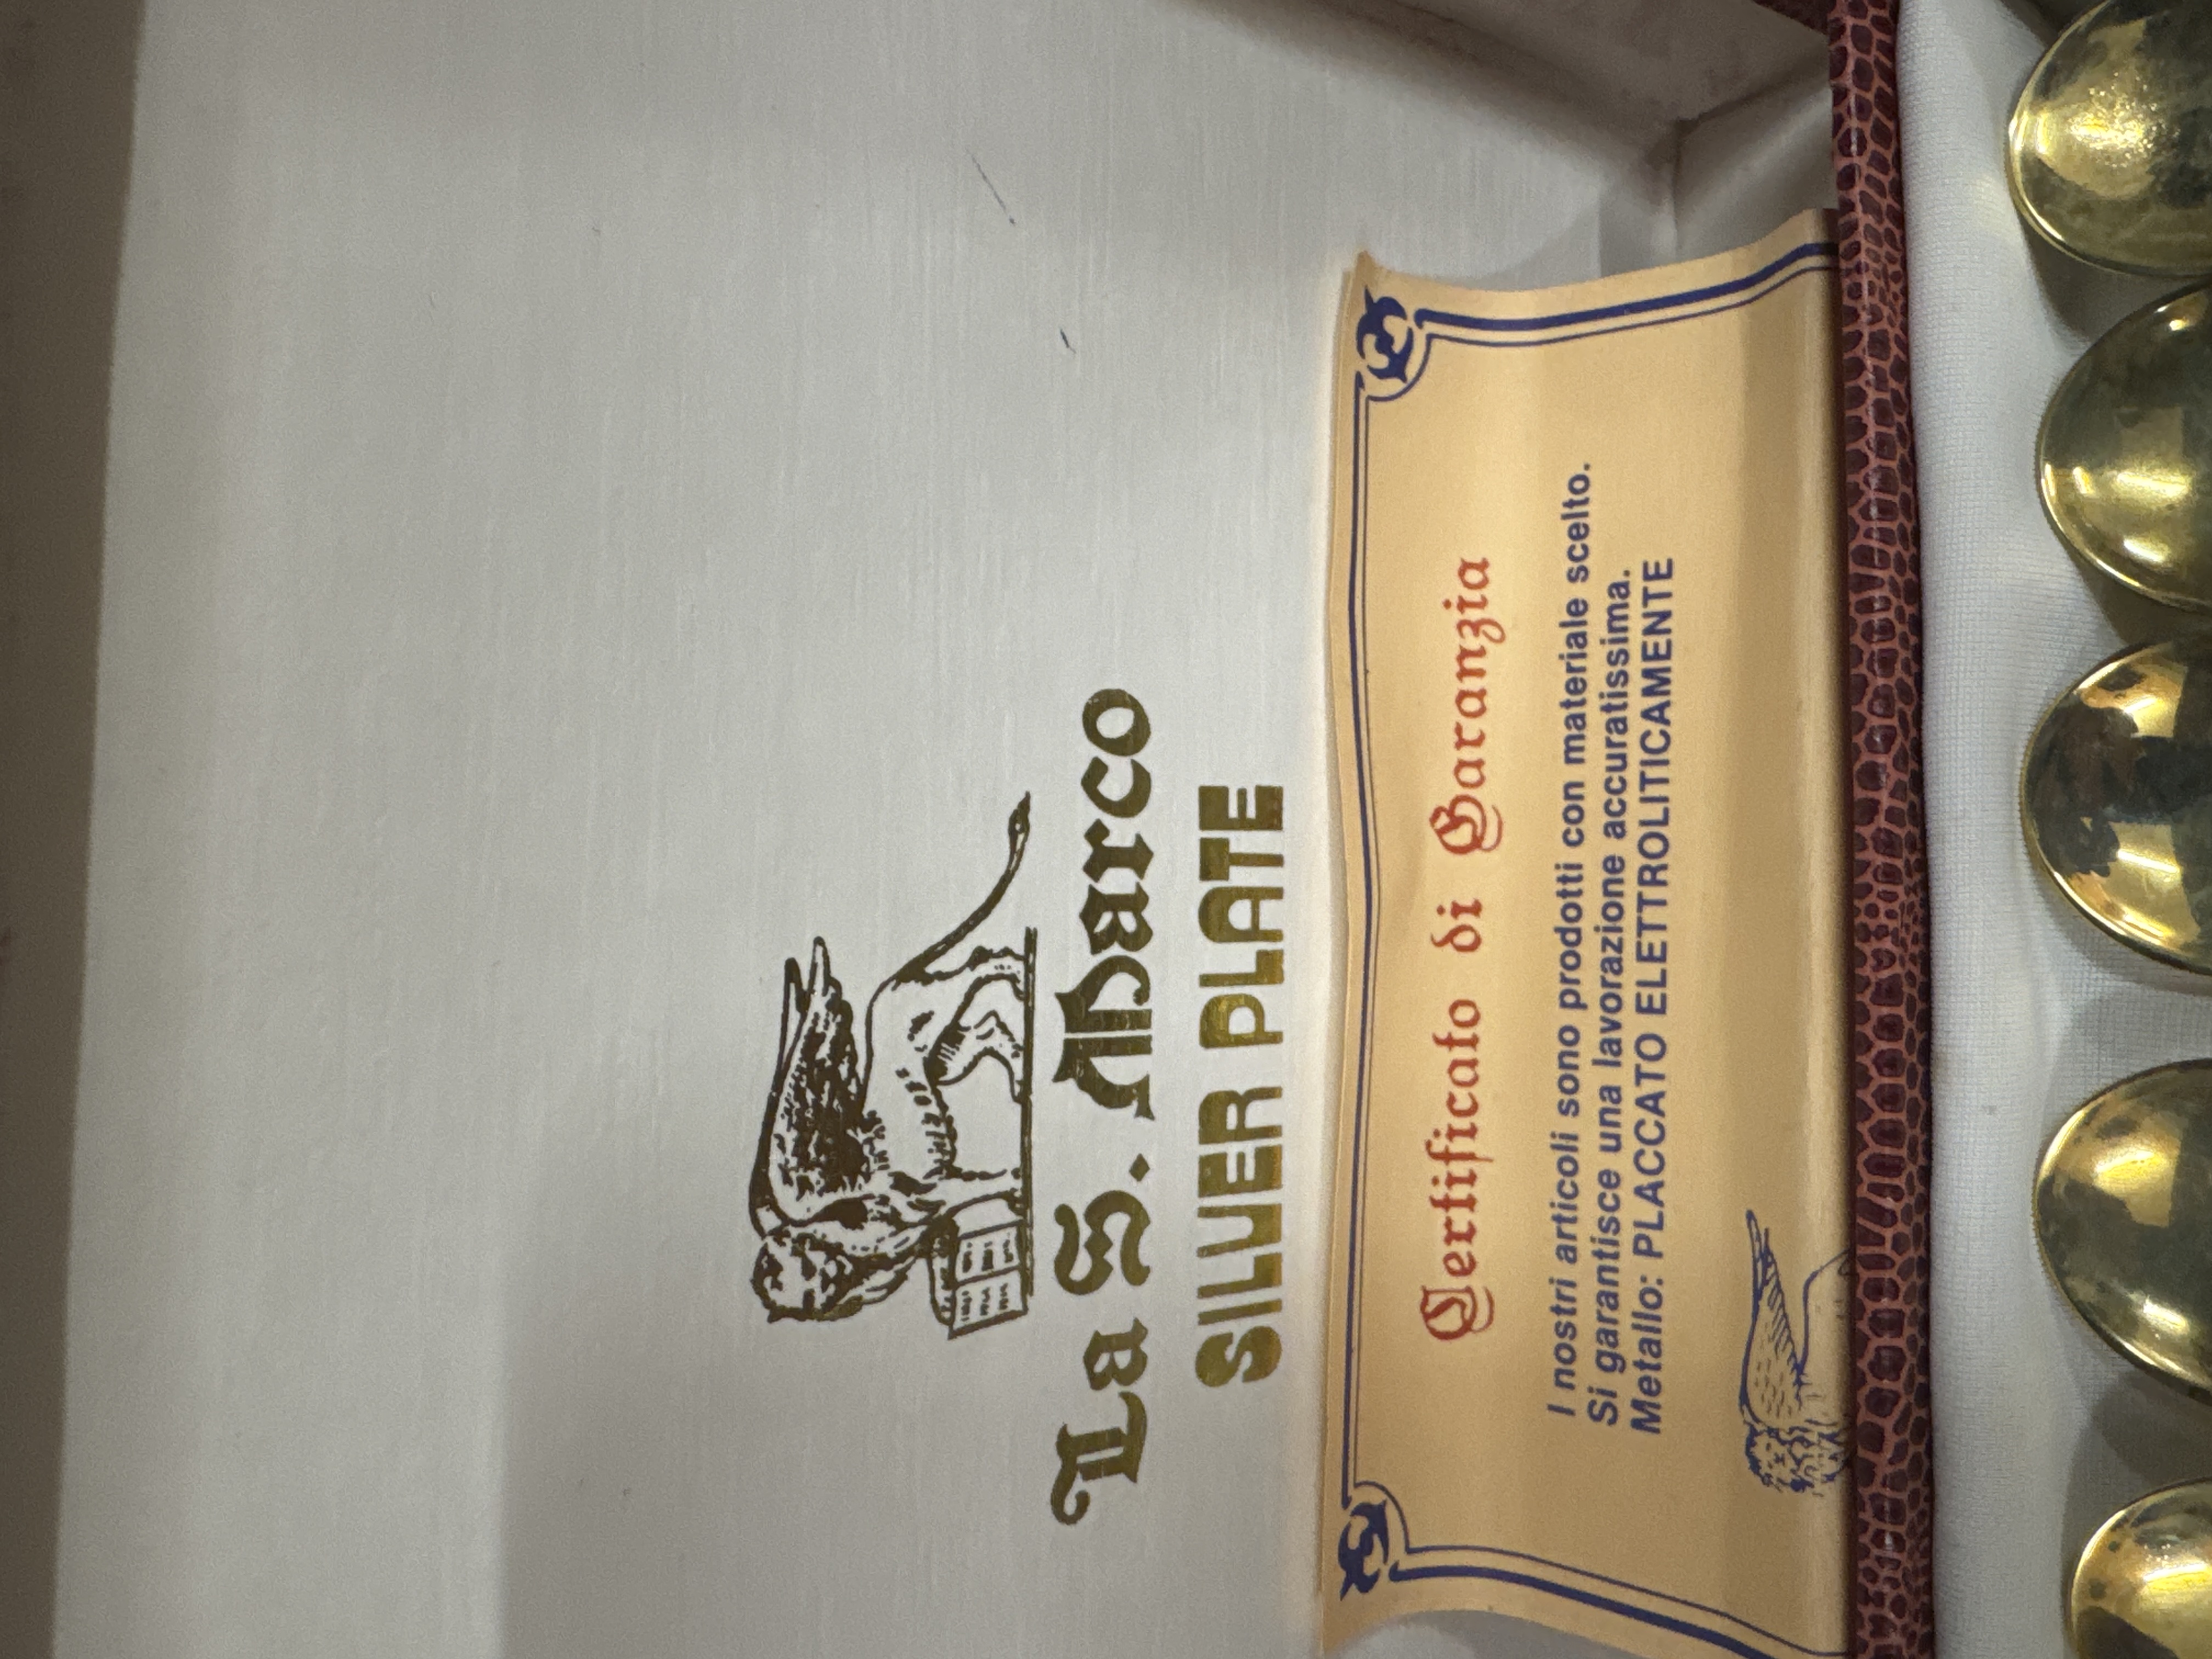 La S. Marco
SILVER PLATE
Certificato di Garanzia
I nostri articoli sono prodotti con materiale scelto.
Si garantisce una lavorazione accuratissima.
Metallo: PLACCATO ELETTROLITICAMENTE